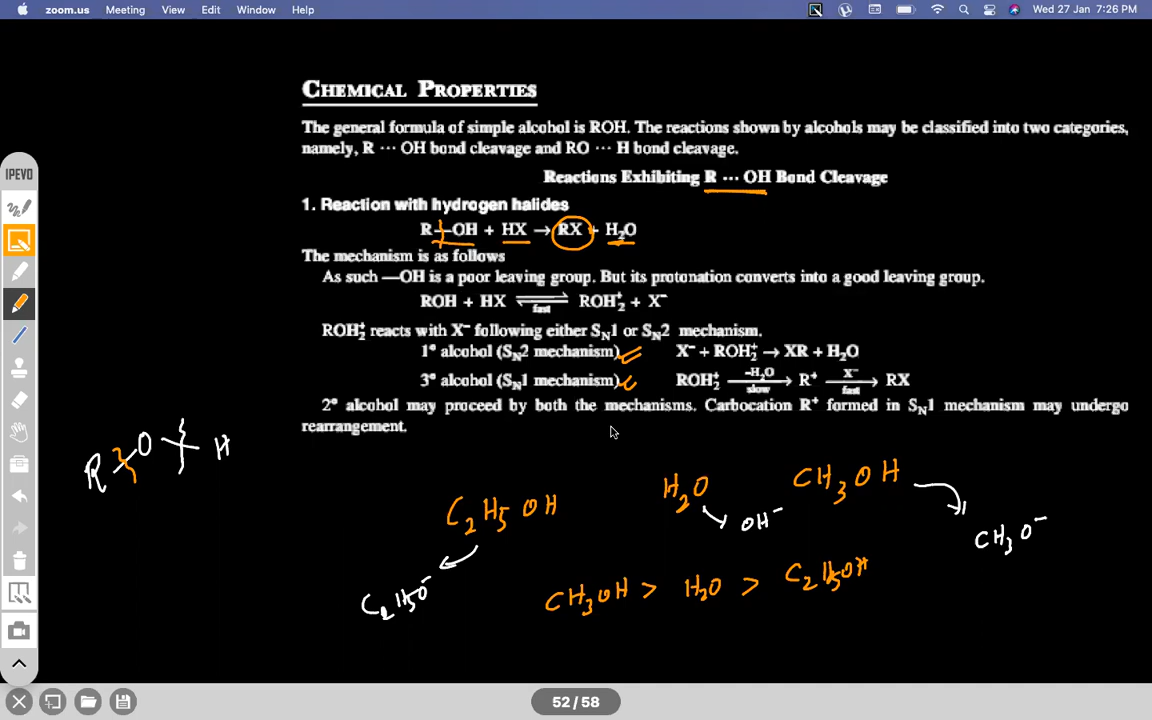 zoom.us Meeting View Edit Window Help Wed 27 Jan 7:26 PM
IPEVO
CHEMICAL PROPERTIES
The general formula of simple alcohol is ROH. The reactions shown by alcohols may be classified into two categories,
namely, R ··· OH bond cleavage and RO ··· H bond cleavage.
Reactions Exhibiting R ··· OH Bond Cleavage
1. Reaction with hydrogen halides
R—OH + HX → RX + H₂O
The mechanism is as follows
As such —OH is a poor leaving group. But its protonation converts into a good leaving group.
ROH + HX ⇌ ROH₂⁺ + X⁻
fast
ROH₂⁺ reacts with X⁻ following either SN1 or SN2 mechanism.
1° alcohol (SN2 mechanism) X⁻ + ROH₂⁺ → XR + H₂O
3° alcohol (SN1 mechanism) ROH₂⁺ –H₂O slow → R⁺ X⁻ fast → RX
2° alcohol may proceed by both the mechanisms. Carbocation R⁺ formed in SN1 mechanism may undergo
rearrangement.
R–O–H
C₂H₅OH H₂O CH₃OH
OH⁻ CH₃O⁻
C₂H₅O⁻
CH₃OH > H₂O > C₂H₅OH
52 / 58